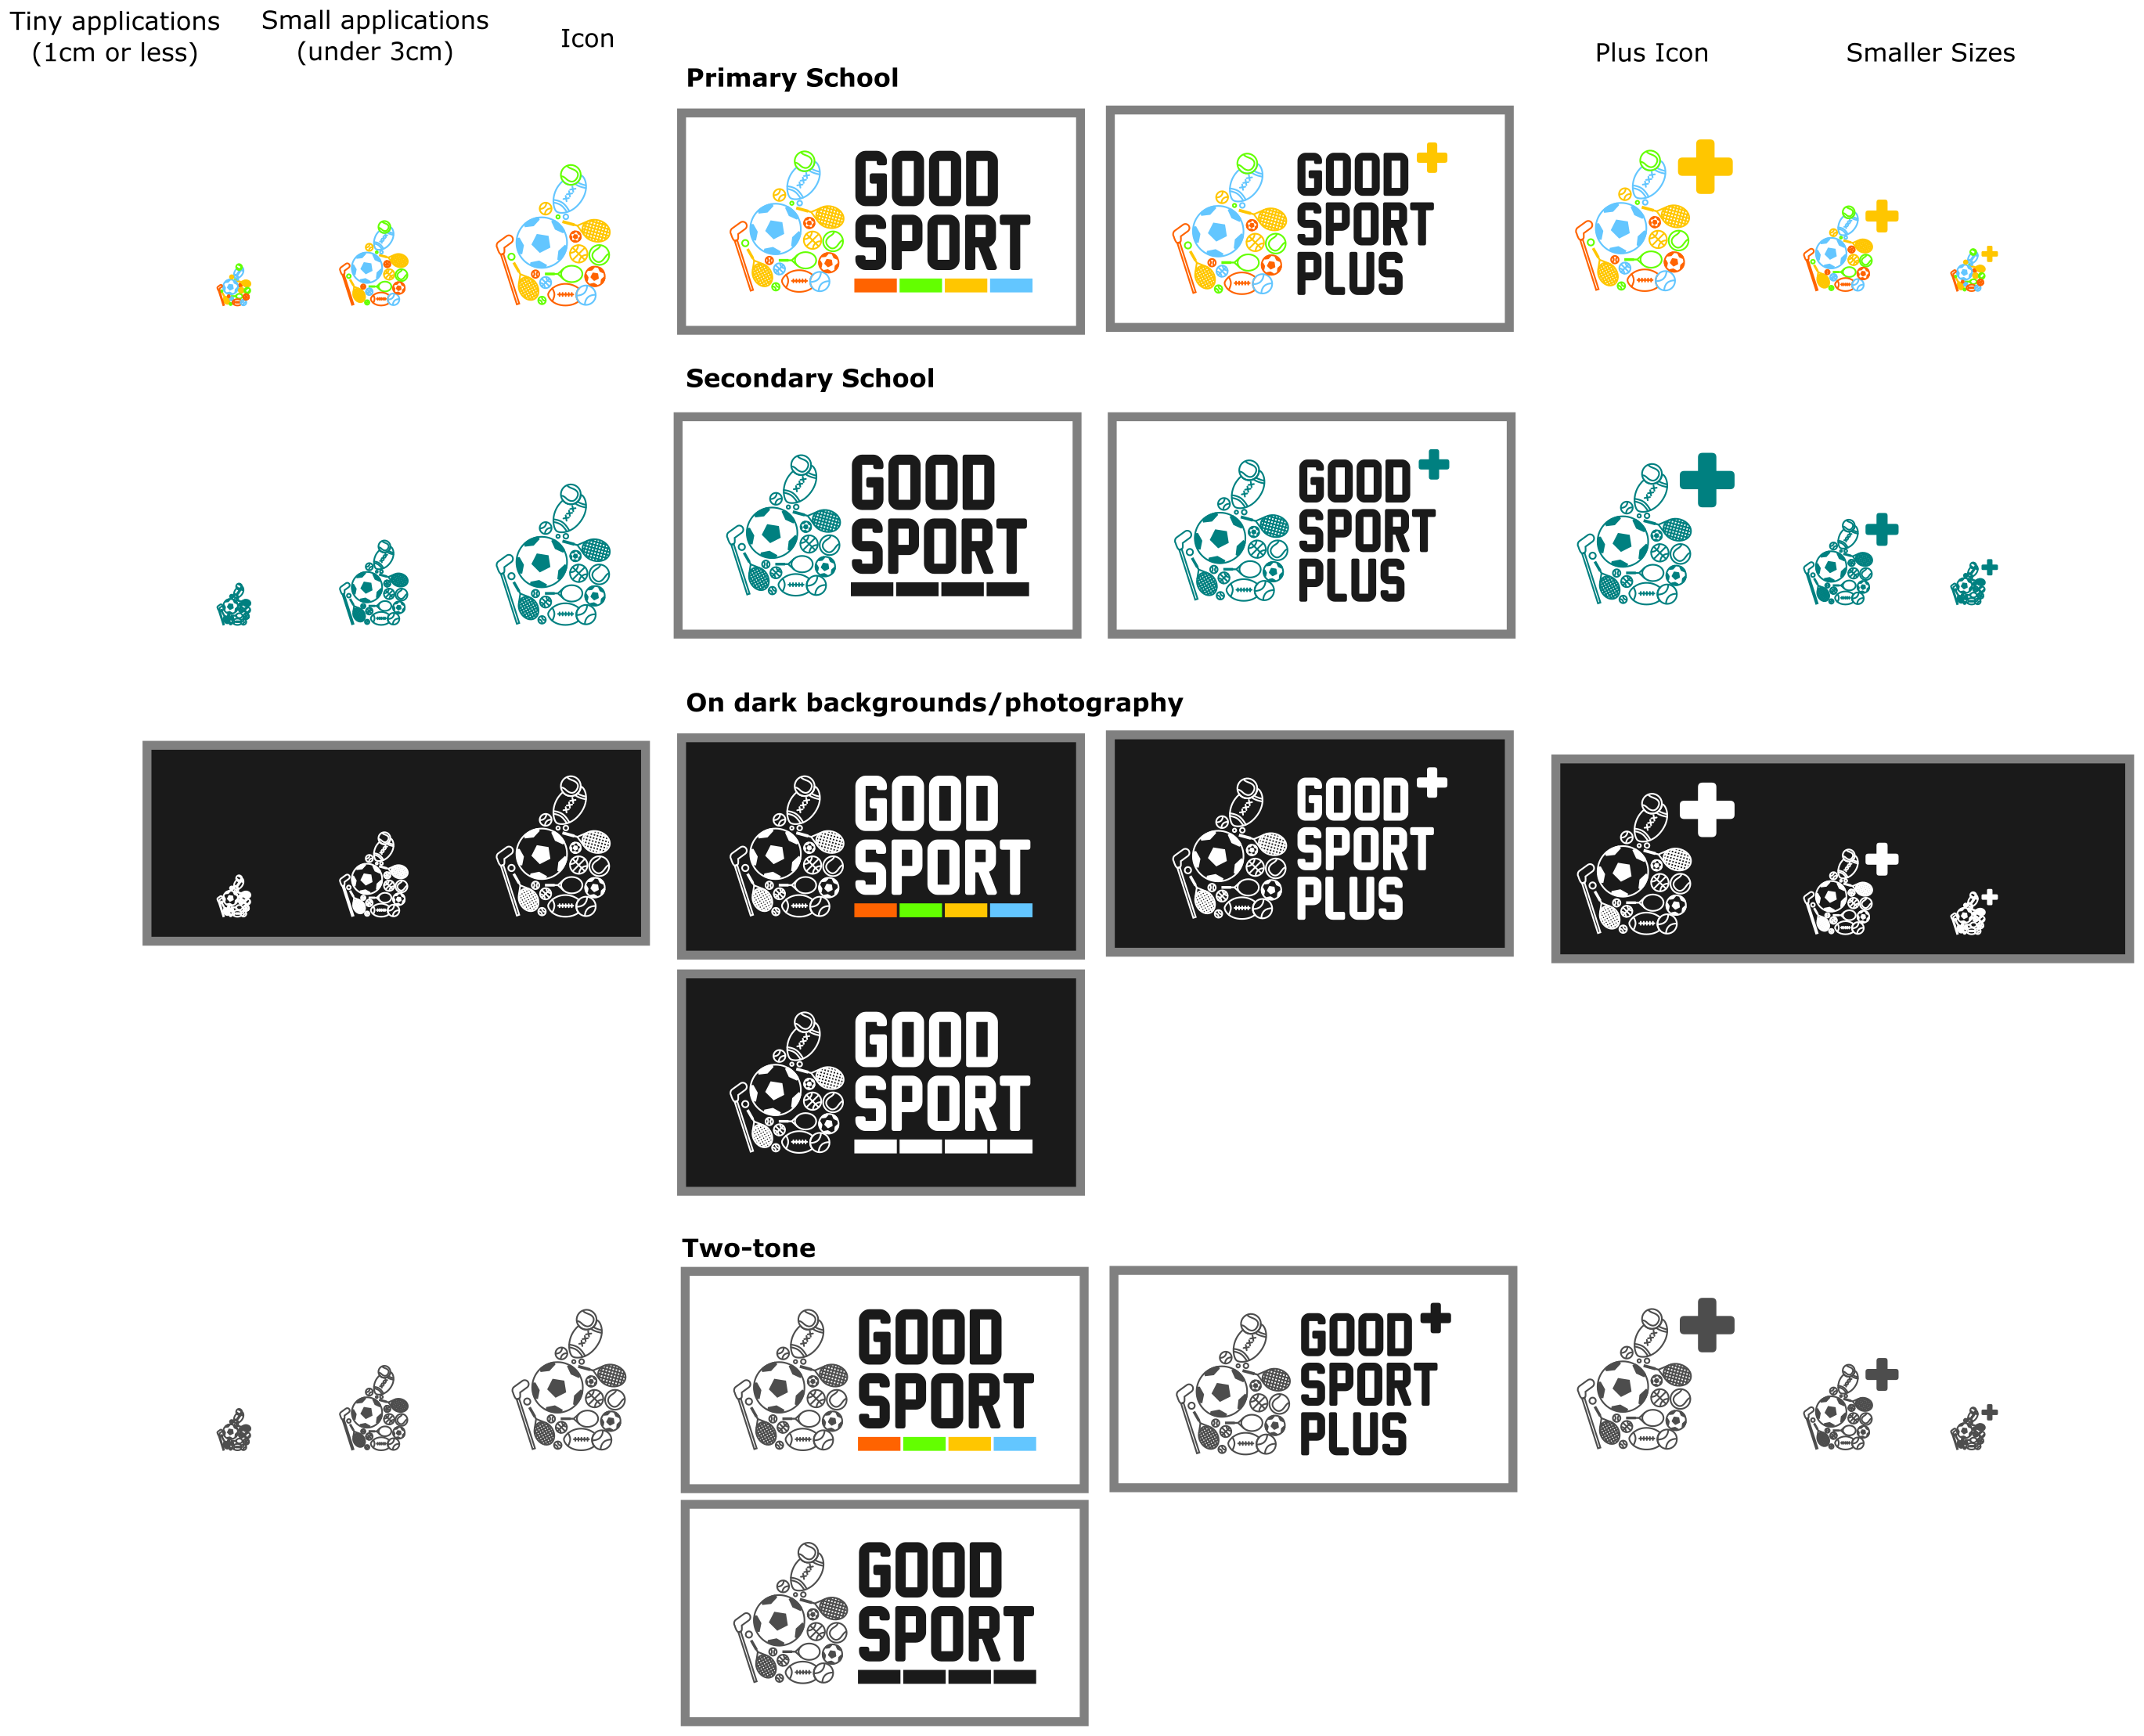 Tiny applications
(1cm or less)
Small applications
(under 3cm)
Icon
Plus Icon
Smaller Sizes
Primary School
GOOD
SPORT
GOOD+
SPORT
PLUS
Secondary School
GOOD
SPORT
GOOD+
SPORT
PLUS
On dark backgrounds/photography
GOOD
SPORT
GOOD+
SPORT
PLUS
GOOD
SPORT
Two-tone
GOOD
SPORT
GOOD+
SPORT
PLUS
GOOD
SPORT